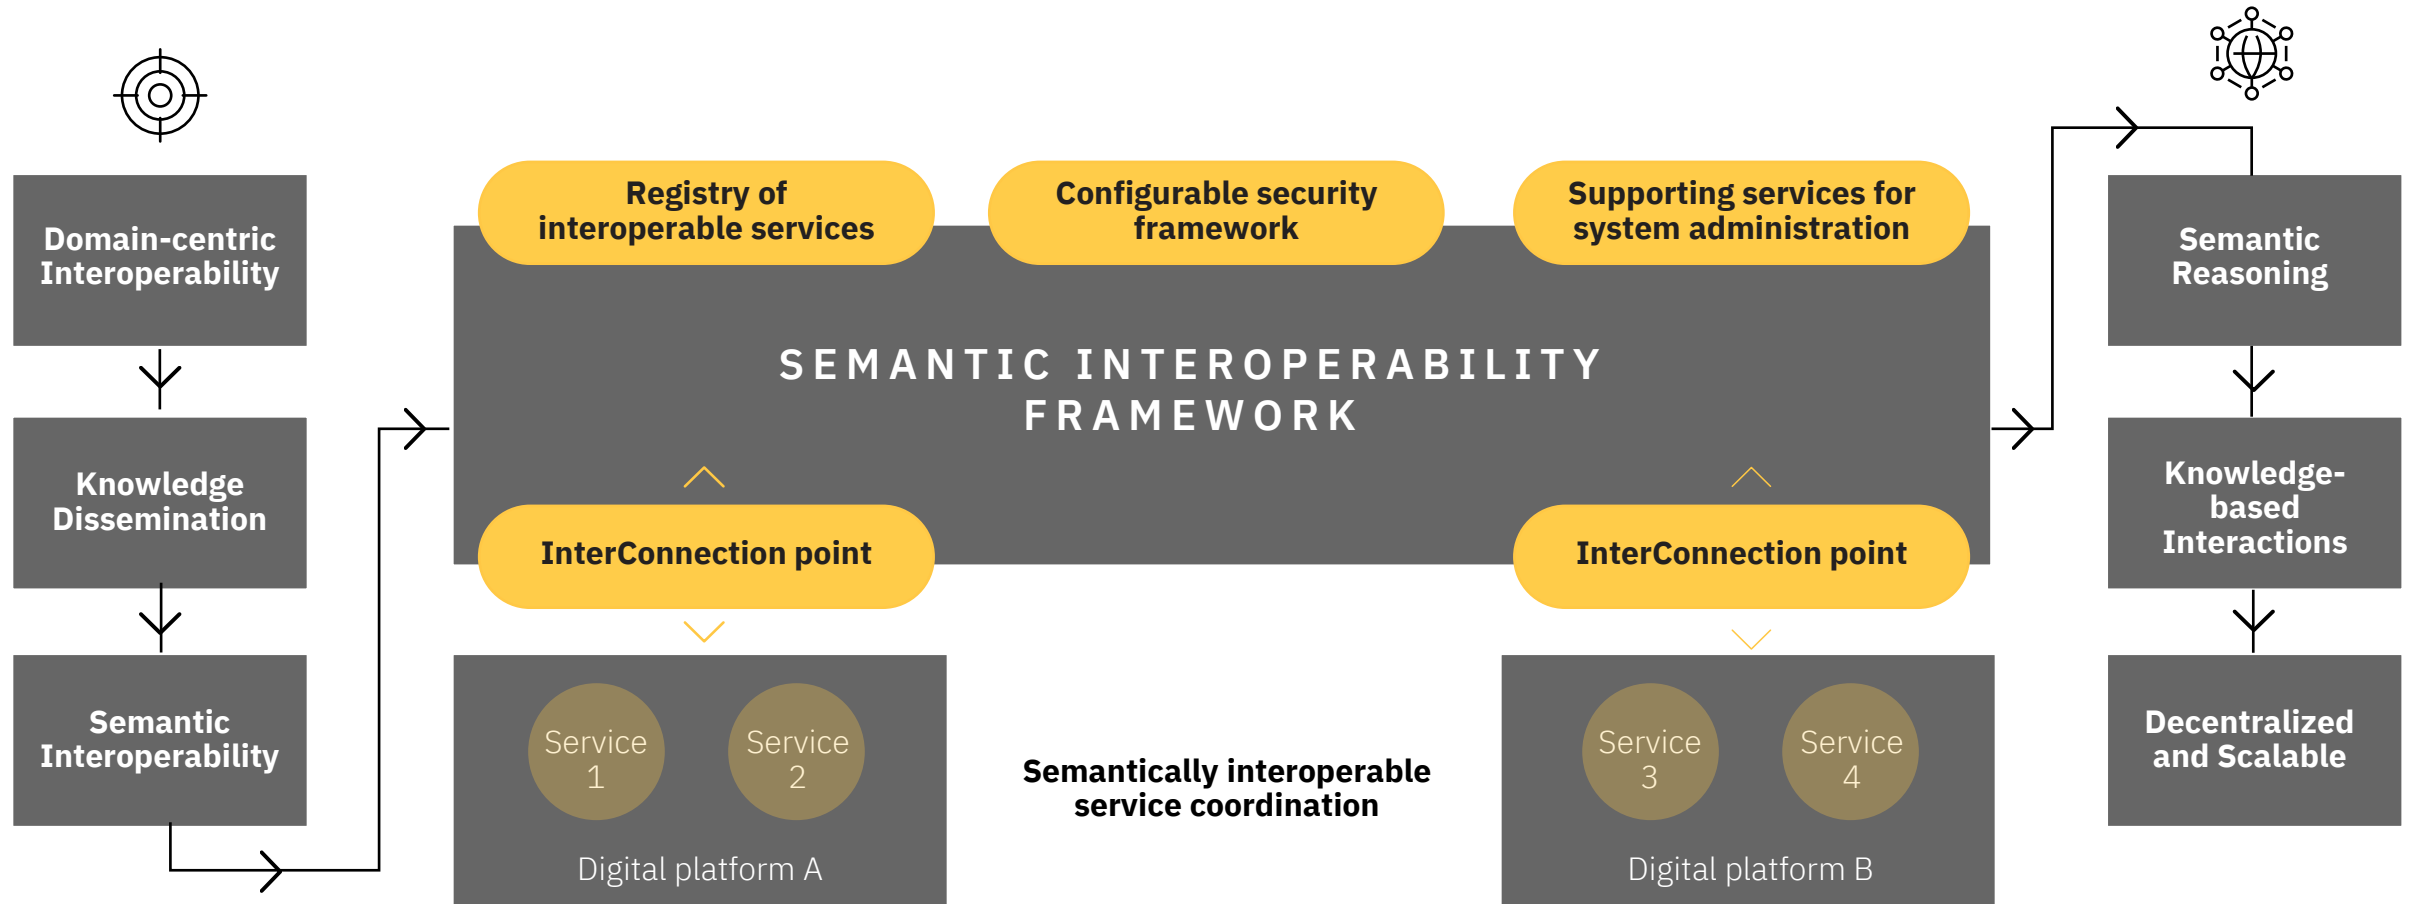 Domain-centric
Interoperability
Knowledge
Dissemination
Semantic
Interoperability
Registry of
interoperable services
Configurable security
framework
Supporting services for
system administration
SEMANTIC INTEROPERABILITY
FRAMEWORK
InterConnection point
InterConnection point
Service
1
Service
2
Digital platform A
Semantically interoperable
service coordination
Service
3
Service
4
Digital platform B
Semantic
Reasoning
Knowledge-
based
Interactions
Decentralized
and Scalable